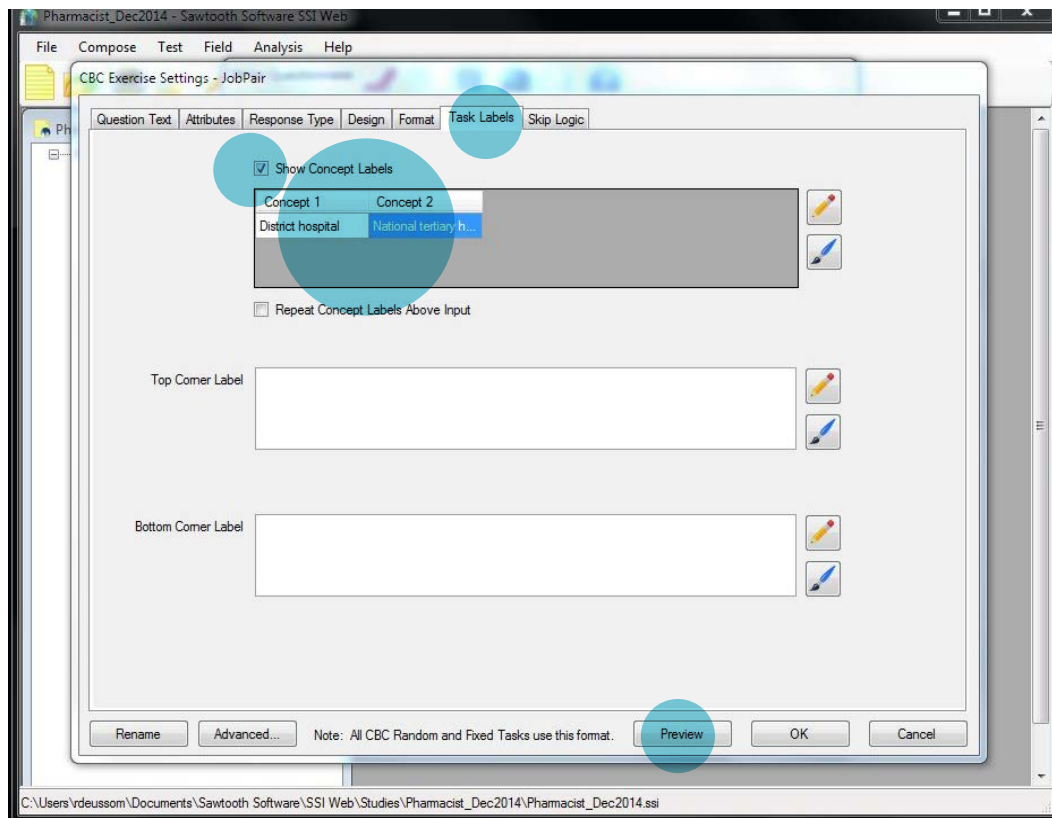 Pharmacist_Dec2014 - Sawtooth Software SSI Web
File Compose Test Field Analysis Help
CBC Exercise Settings - JobPair
Question Text Attributes Response Type Design Format Task Labels Skip Logic
Ph
Show Concept Labels
Concept 1 Concept 2
District hospital National tertiary h...
Repeat Concept Labels Above Input
Top Corner Label
Bottom Corner Label
Rename Advanced... Note: All CBC Random and Fixed Tasks use this format. Preview OK Cancel
C:\Users\rdeussom\Documents\Sawtooth Software\SSI Web\Studies\Pharmacist_Dec2014\Pharmacist_Dec2014.ssi